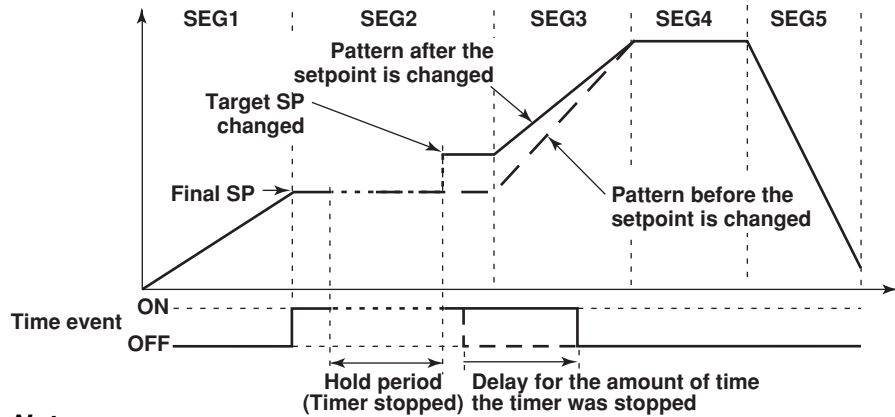 SEG1 SEG2 SEG3 SEG4 SEG5
Pattern after the
setpoint is changed
Target SP
changed
Final SP
Pattern before the
setpoint is changed
ON
Time event
OFF
Hold period
(Timer stopped)
Delay for the amount of time
the timer was stopped